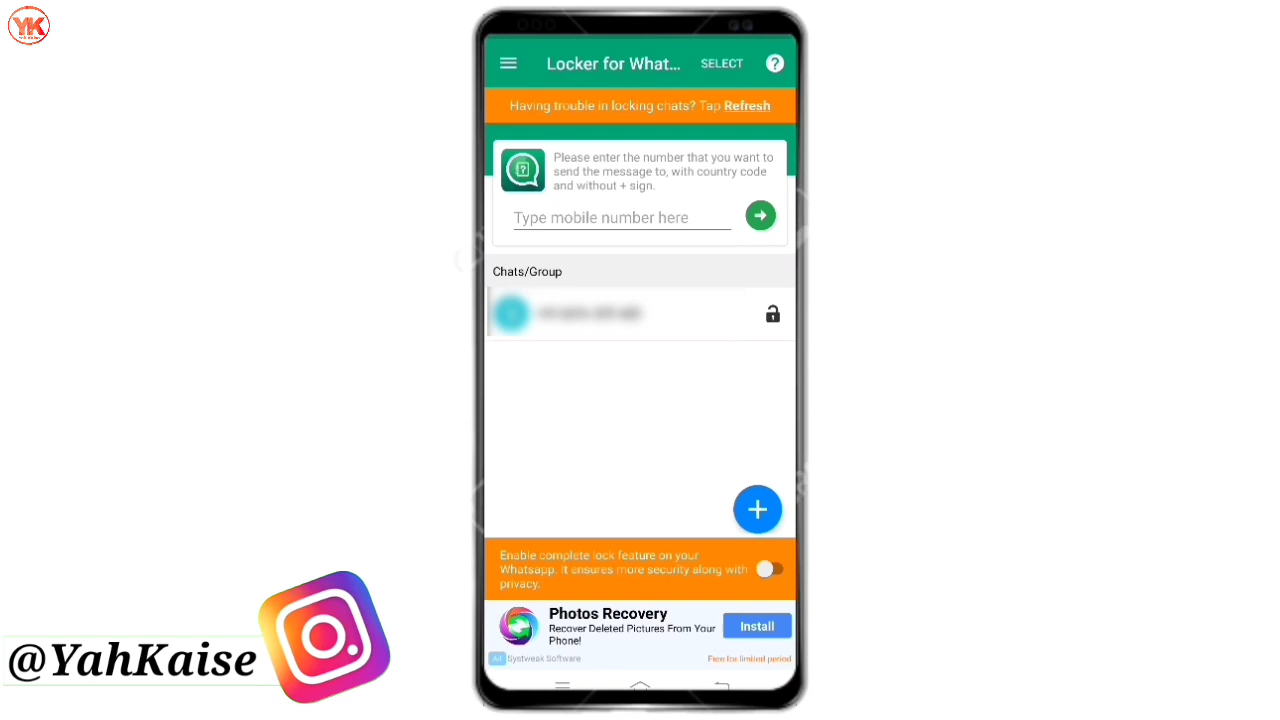 YK
Locker for What...
SELECT
?
Having trouble in locking chats? Tap Refresh
Please enter the number that you want to
send the message to, with country code
and without + sign.
Type mobile number here
Chats/Group
Enable complete lock feature on your
Whatsapp. It ensures more security along with
privacy.
Photos Recovery
Recover Deleted Pictures From Your
Phone!
Install
Ad Systweak Software
Free for limited period
@YahKaise